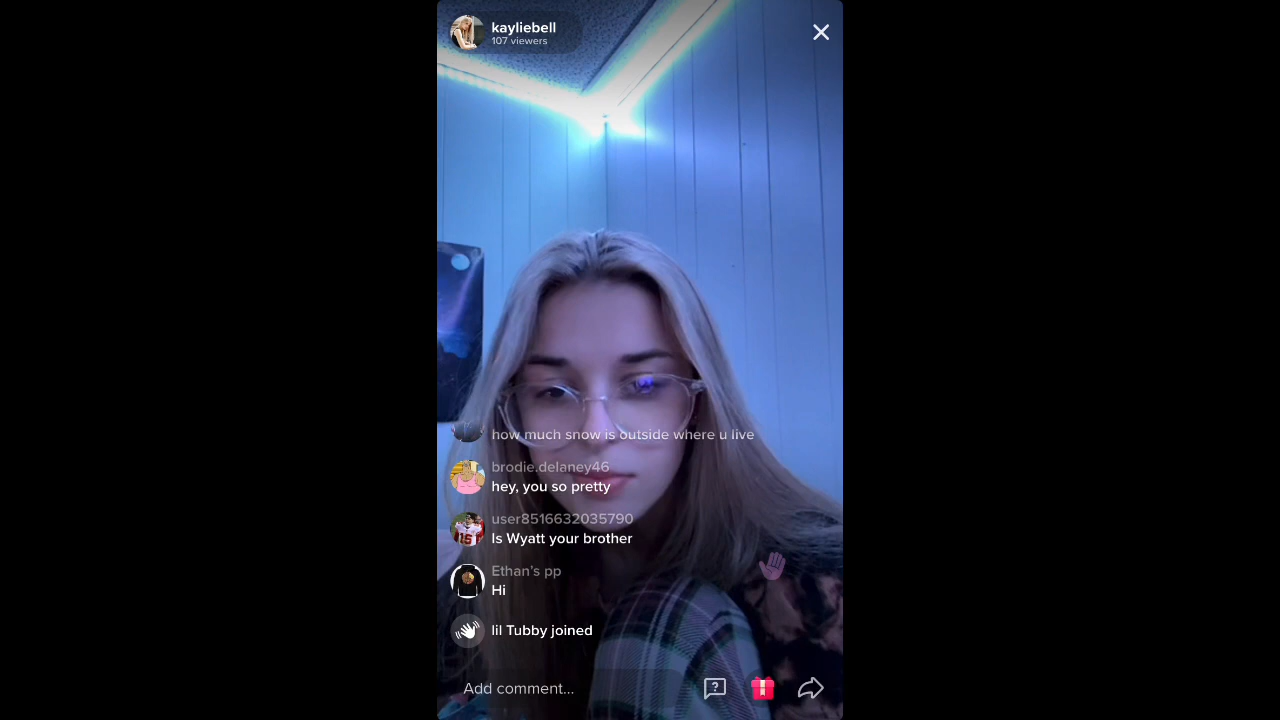 kayliebell
107 viewers
how much snow is outside where u live
brodie.delaney46
hey, you so pretty
user8516632035790
Is Wyatt your brother
Ethan's pp
Hi
lil Tubby joined
Add comment...